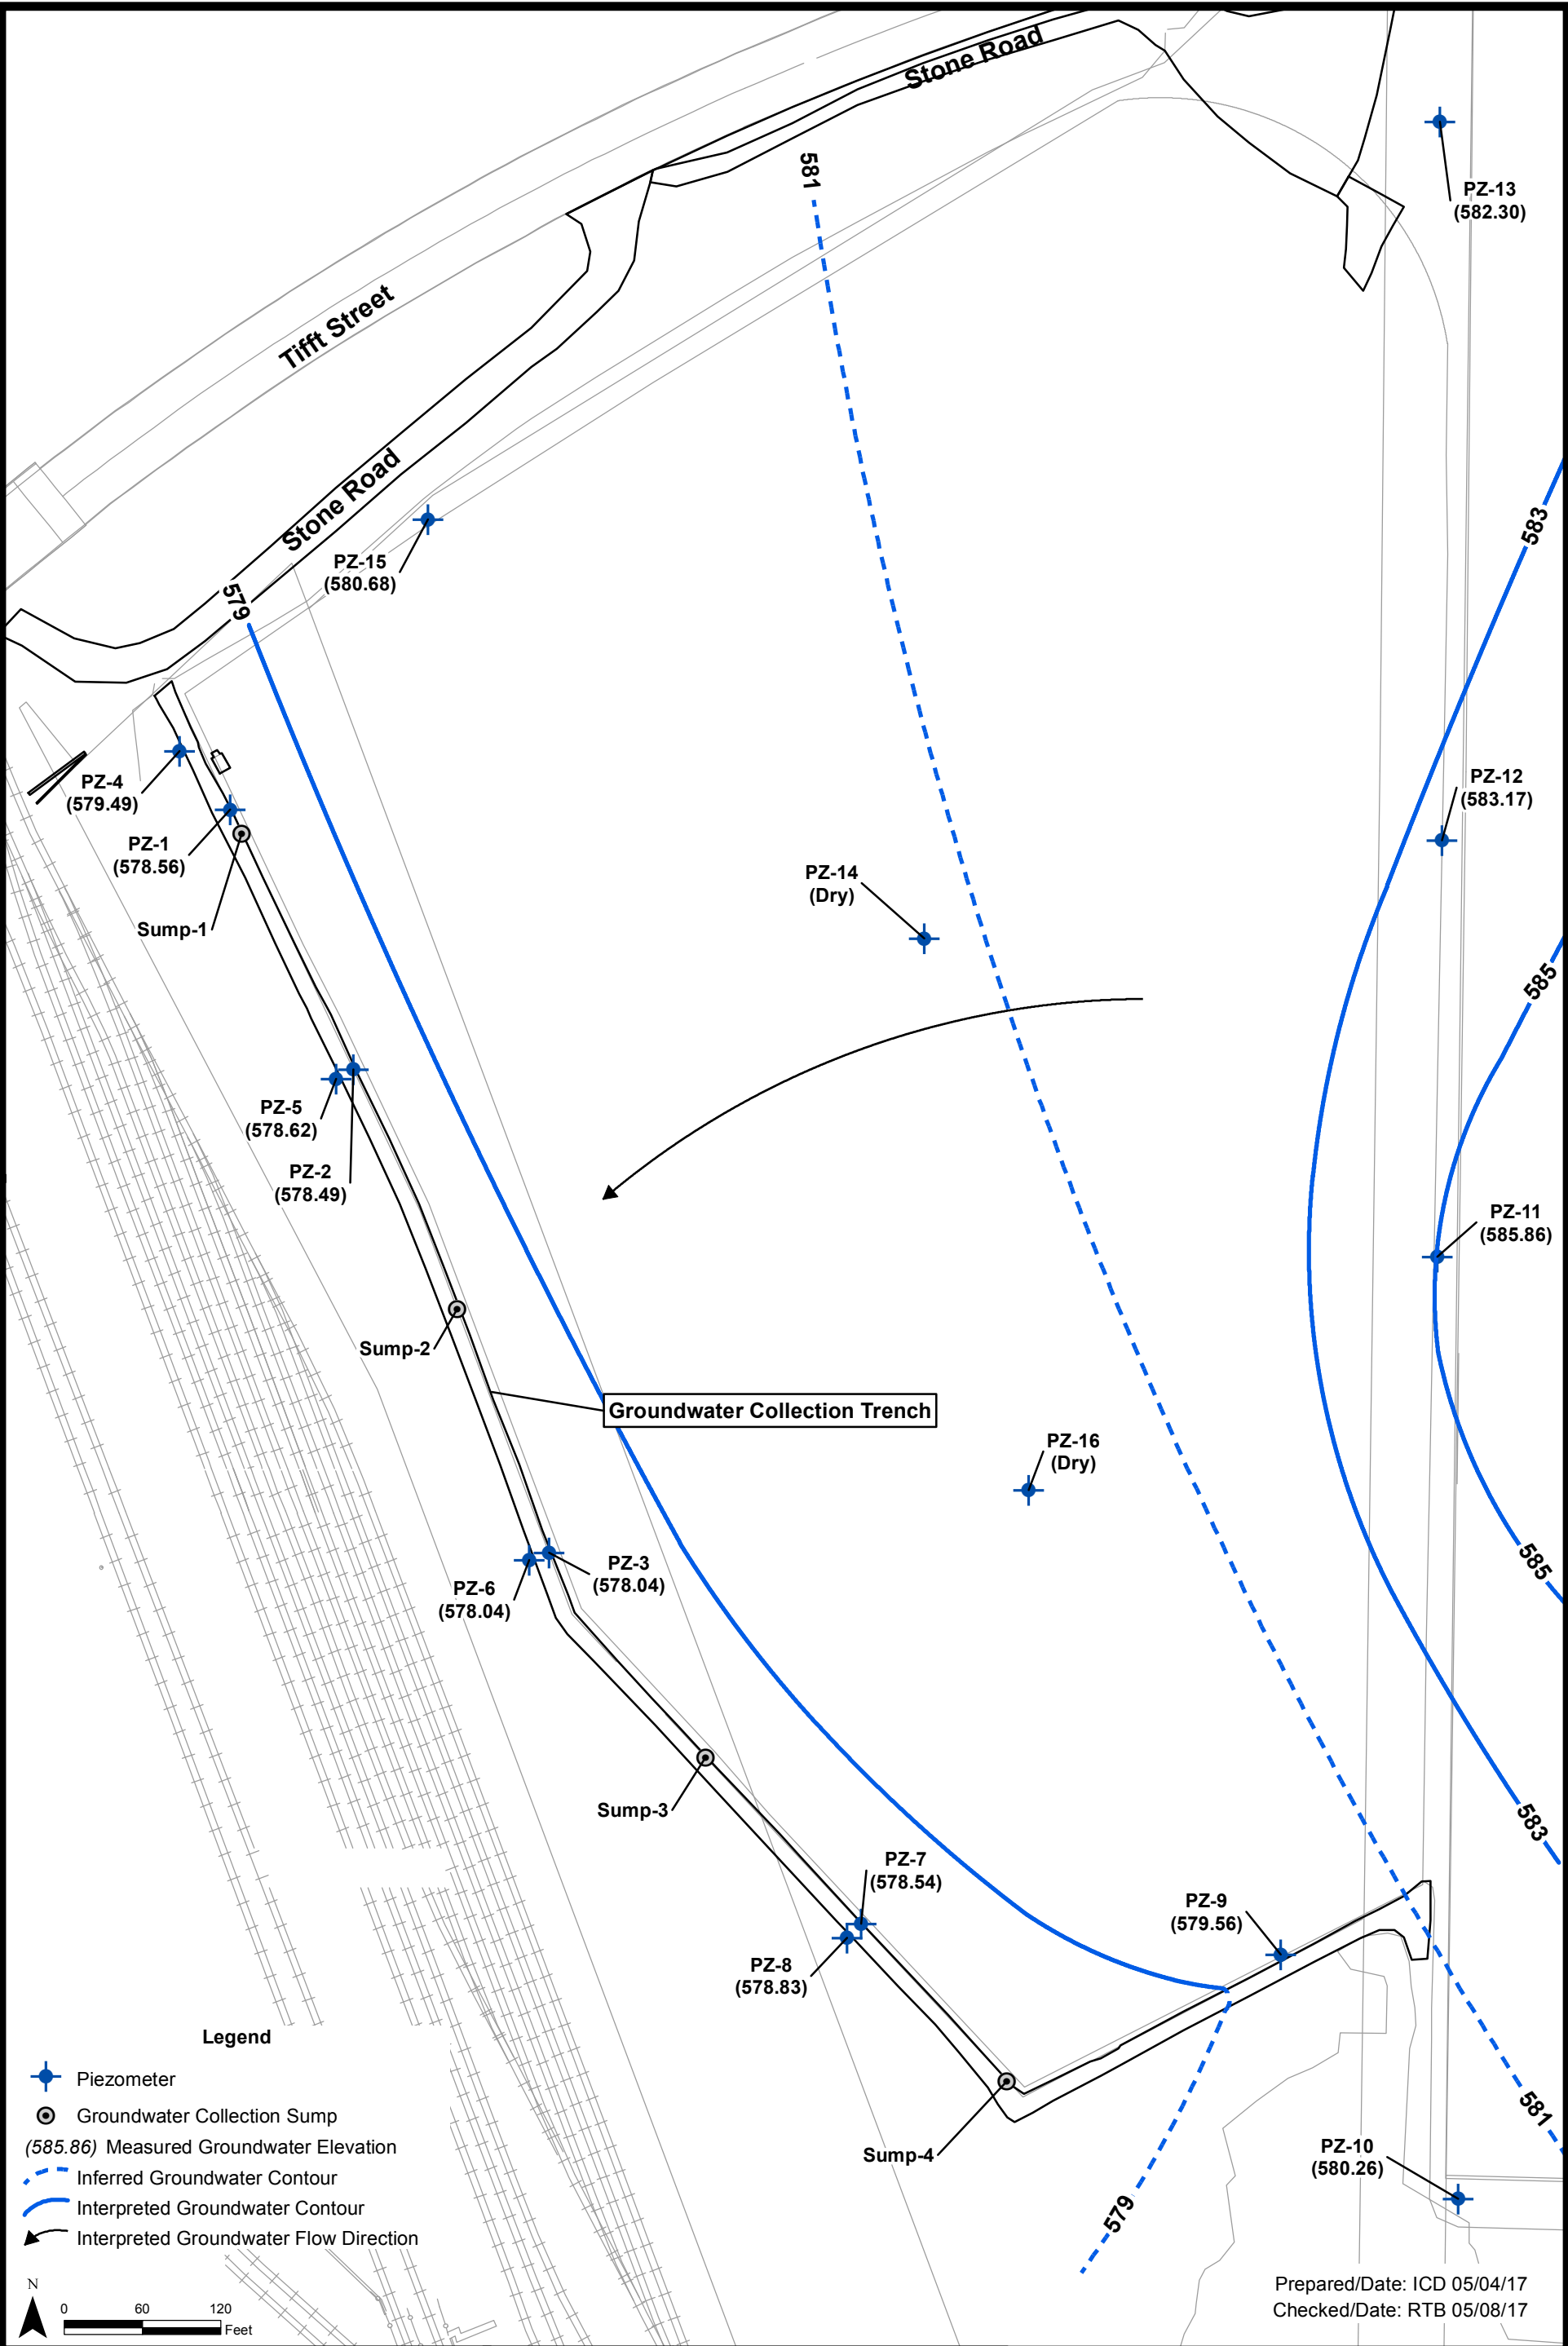 Stone Road
581
PZ-13
(582.30)
Tifft Street
Stone Road
583
PZ-15
(580.68)
579
PZ-4
(579.49)
PZ-12
(583.17)
PZ-1
(578.56)
PZ-14
(Dry)
Sump-1
585
PZ-5
(578.62)
PZ-2
(578.49)
PZ-11
(585.86)
Sump-2
Groundwater Collection Trench
PZ-16
(Dry)
585
PZ-3
(578.04)
PZ-6
(578.04)
Sump-3
583
PZ-7
(578.54)
PZ-9
(579.56)
PZ-8
(578.83)
581
Sump-4
PZ-10
(580.26)
579
Legend
Piezometer
Groundwater Collection Sump
(585.86) Measured Groundwater Elevation
Inferred Groundwater Contour
Interpreted Groundwater Contour
Interpreted Groundwater Flow Direction
N
0 60 120
Feet
Prepared/Date: ICD 05/04/17
Checked/Date: RTB 05/08/17